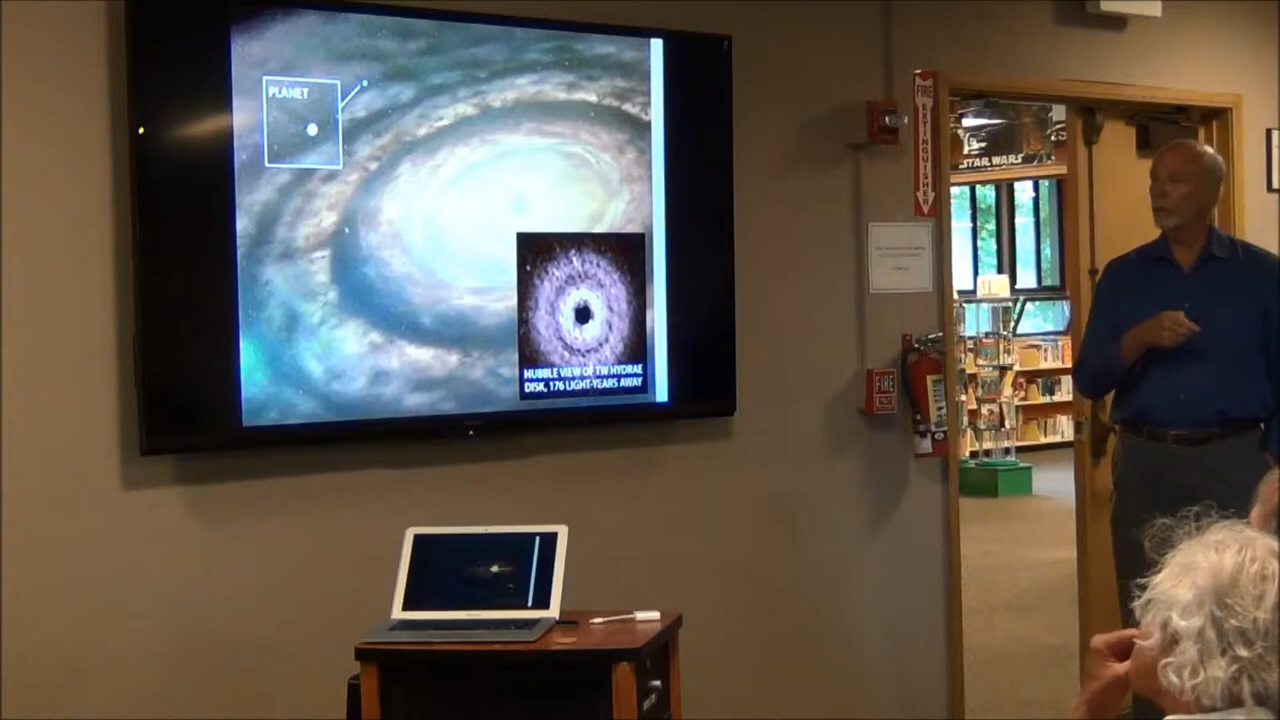 PLANET
HUBBLE VIEW OF TW HYDRAE
DISK, 176 LIGHT-YEARS AWAY
FIRE
EXTINGUISHER
STAR WARS
FIRE